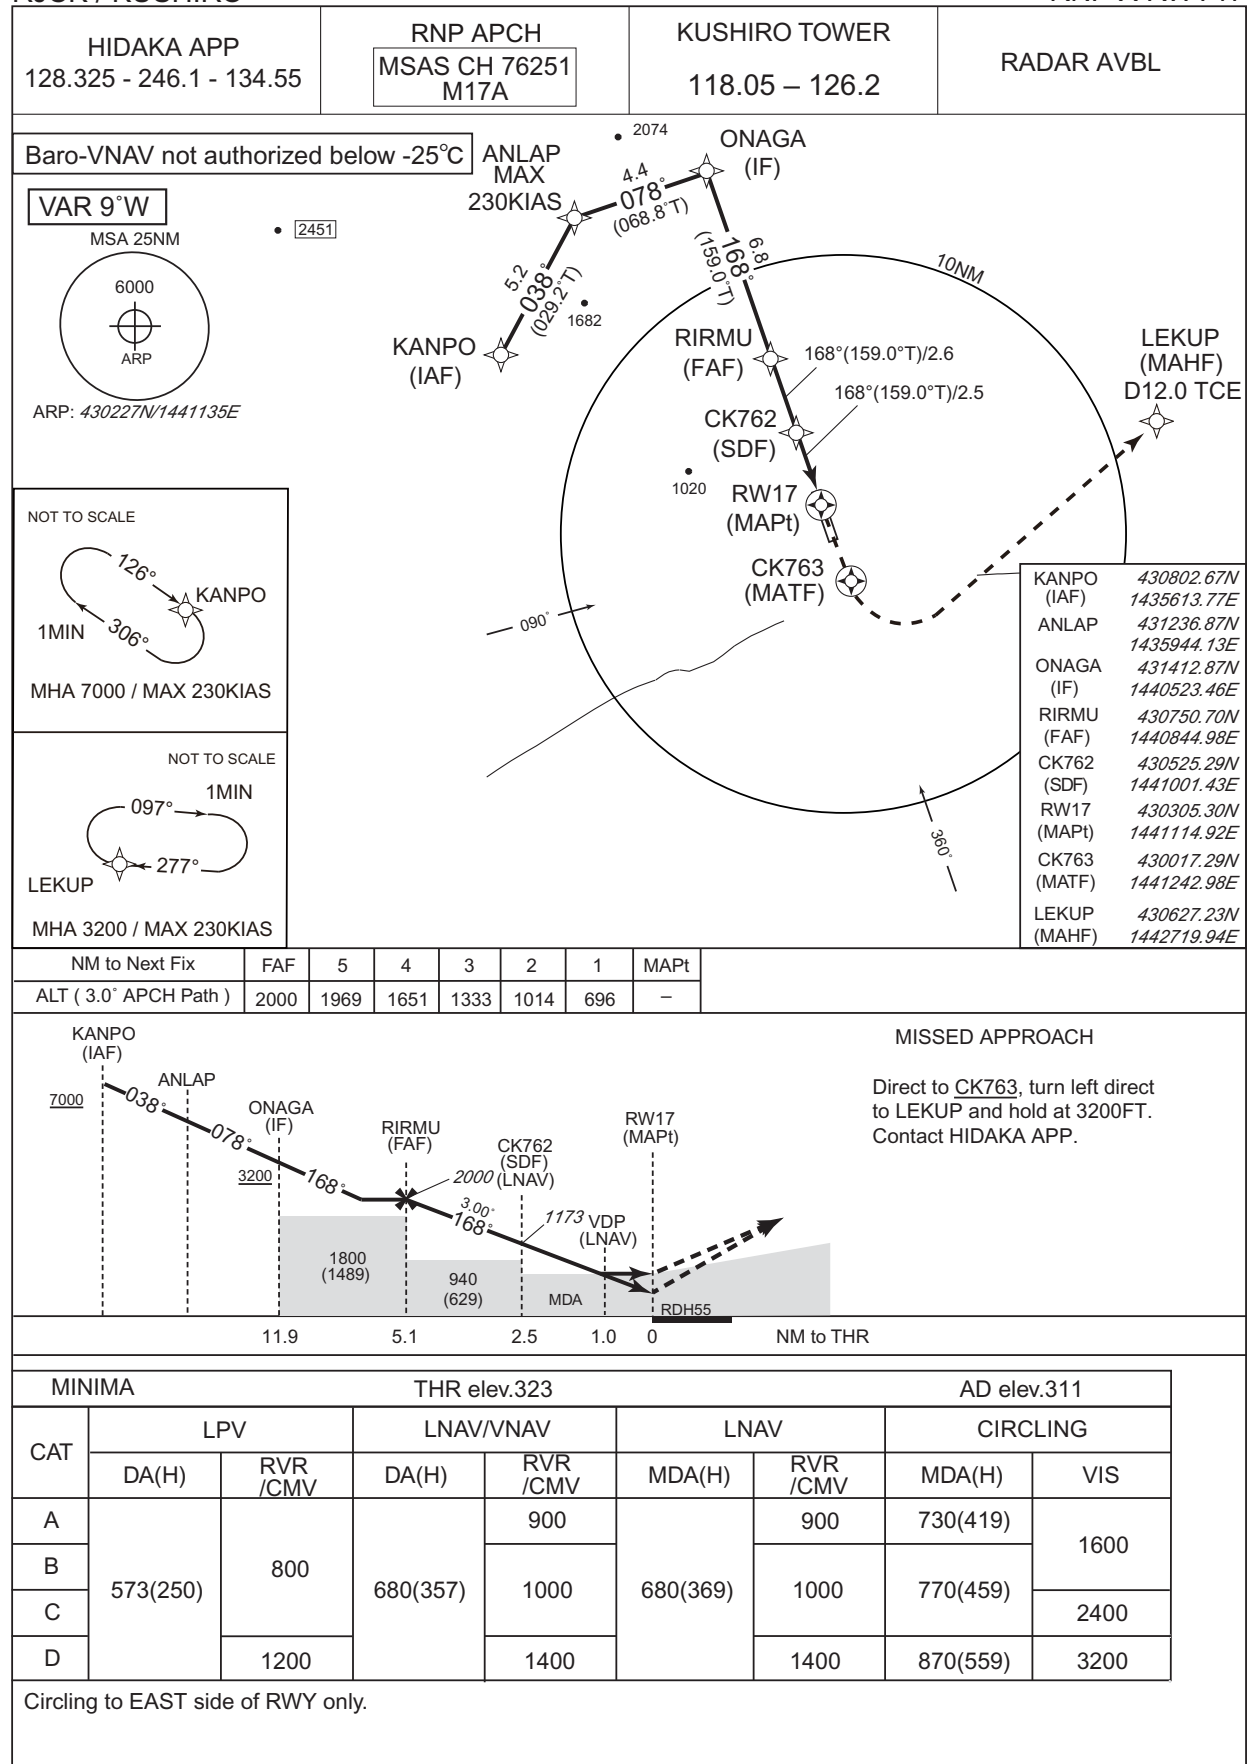 HIDAKA APP
128.325 - 246.1 - 134.55
RNP APCH
MSAS CH 76251
M17A
KUSHIRO TOWER
118.05 – 126.2
RADAR AVBL
Baro-VNAV not authorized below -25°C
VAR 9°W
MSA 25NM
6000
ARP
ARP: 430227N/1441135E
2451
2074
1682
1020
ANLAP
MAX
230KIAS
ONAGA
(IF)
4.4
078°
(068.8°T)
5.2
038°
(029.2°T)
KANPO
(IAF)
6.8
168°
(159.0°T)
10NM
RIRMU
(FAF)
168°(159.0°T)/2.6
168°(159.0°T)/2.5
CK762
(SDF)
RW17
(MAPt)
CK763
(MATF)
LEKUP
(MAHF)
D12.0 TCE
090°
360°
NOT TO SCALE
126°
KANPO
1MIN
306°
MHA 7000 / MAX 230KIAS
NOT TO SCALE
1MIN
097°
277°
LEKUP
MHA 3200 / MAX 230KIAS
KANPO 430802.67N
(IAF) 1435613.77E
ANLAP 431236.87N
1435944.13E
ONAGA 431412.87N
(IF) 1440523.46E
RIRMU 430750.70N
(FAF) 1440844.98E
CK762 430525.29N
(SDF) 1441001.43E
RW17 430305.30N
(MAPt) 1441114.92E
CK763 430017.29N
(MATF) 1441242.98E
LEKUP 430627.23N
(MAHF) 1442719.94E
NM to Next Fix FAF 5 4 3 2 1 MAPt
ALT ( 3.0° APCH Path ) 2000 1969 1651 1333 1014 696 –
KANPO
(IAF)
7000
038°
ANLAP
078°
ONAGA
(IF)
3200
168°
RIRMU
(FAF)
2000
CK762
(SDF)
(LNAV)
3.00°
168°
1173
VDP
(LNAV)
RW17
(MAPt)
1800
(1489)
940
(629)
MDA
RDH55
11.9 5.1 2.5 1.0 0 NM to THR
MISSED APPROACH
Direct to CK763, turn left direct
to LEKUP and hold at 3200FT.
Contact HIDAKA APP.
MINIMA THR elev.323 AD elev.311
CAT LPV LNAV/VNAV LNAV CIRCLING
DA(H) RVR/CMV DA(H) RVR/CMV MDA(H) RVR/CMV MDA(H) VIS
A 573(250) 800 680(357) 900 680(369) 900 730(419) 1600
B 1000 1000 770(459)
C 2400
D 1200 1400 1400 870(559) 3200
Circling to EAST side of RWY only.